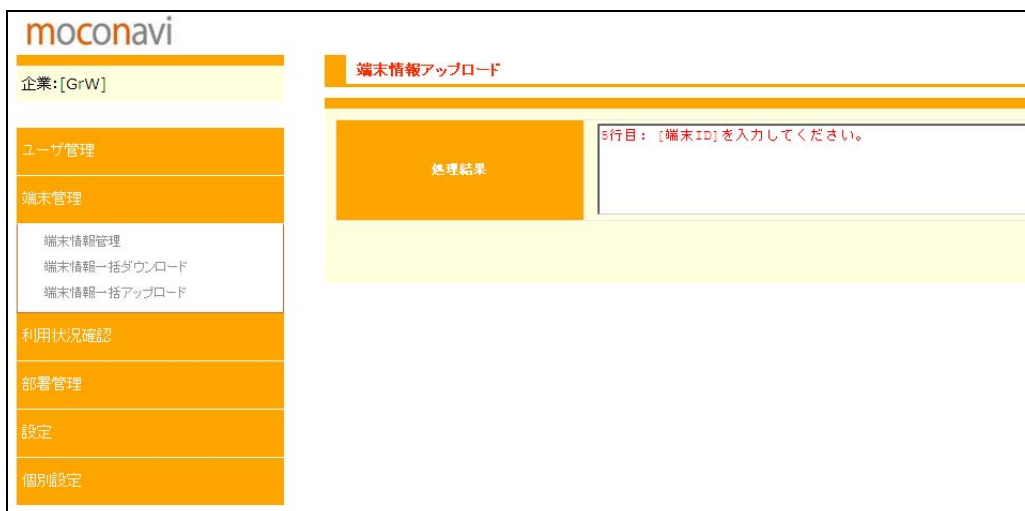 moconavi
企業:[GrW]
ユーザ管理
端末管理
端末情報管理
端末情報一括ダウンロード
端末情報一括アップロード
利用状況確認
部署管理
設定
個別設定
端末情報アップロード
処理結果
5行目: [端末ID]を入力してください。